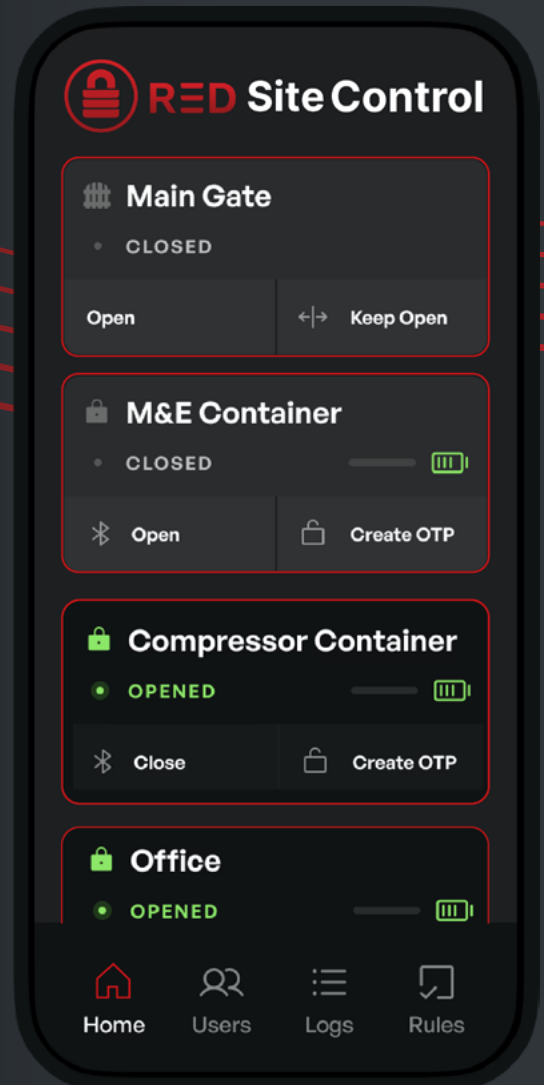 RED Site Control
Main Gate
CLOSED
Open
Keep Open
M&E Container
CLOSED
Open
Create OTP
Compressor Container
OPENED
Close
Create OTP
Office
OPENED
Home
Users
Logs
Rules